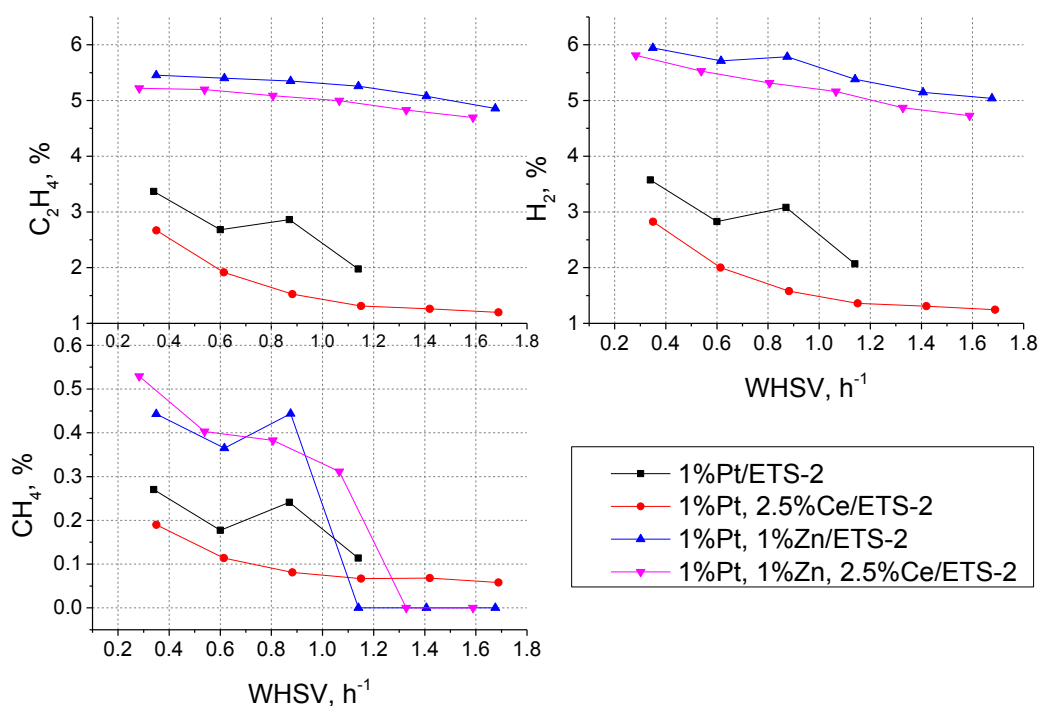 6
5
4
3
2
1
C₂H₄, %
0.2 0.4 0.6 0.8 1.0 1.2 1.4 1.6 1.8
6
5
4
3
2
1
H₂, %
0.2 0.4 0.6 0.8 1.0 1.2 1.4 1.6 1.8
WHSV, h⁻¹
0.6
0.5
0.4
0.3
0.2
0.1
0.0
CH₄, %
0.2 0.4 0.6 0.8 1.0 1.2 1.4 1.6 1.8
WHSV, h⁻¹
1%Pt/ETS-2
1%Pt, 2.5%Ce/ETS-2
1%Pt, 1%Zn/ETS-2
1%Pt, 1%Zn, 2.5%Ce/ETS-2